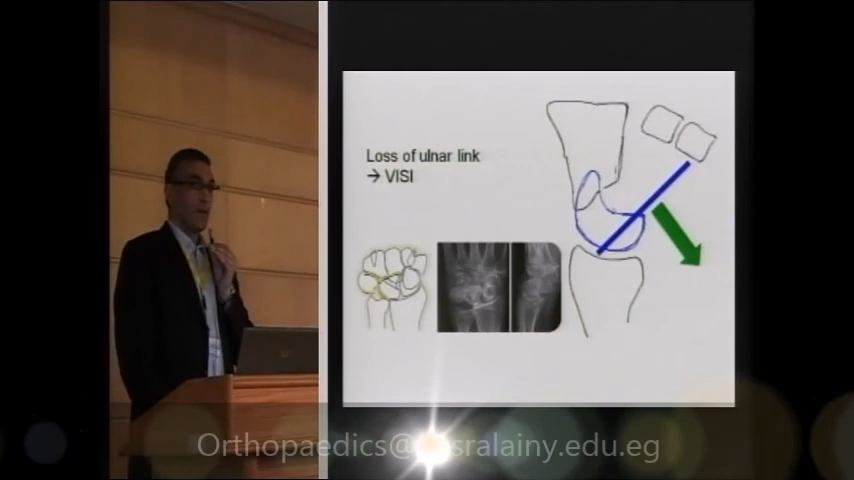 Loss of ulnar link
→ VISI
Orthopaedics@
sralainy.edu.eg